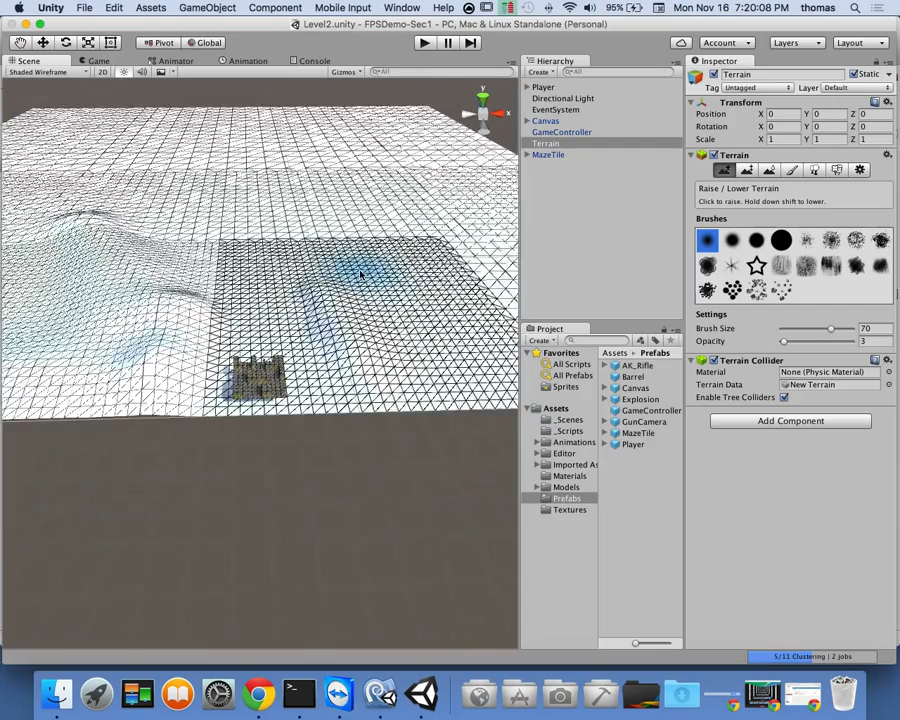 Unity File Edit Assets GameObject Component Mobile Input Window Help 95% Mon Nov 16 7:20:08 PM thomas
Level2.unity - FPSDemo-Sec1 - PC, Mac & Linux Standalone (Personal)
Pivot Global Account Layers Layout
Scene Game Animator Animation Console
Shaded Wireframe 2D Gizmos All
y
x
Hierarchy
Create All
Player
Directional Light
EventSystem
Canvas
GameController
Terrain
MazeTile
Project
Create
Favorites
All Scripts
All Prefabs
Sprites
Assets
_Scenes
_Scripts
Animations
Editor
Imported As
Materials
Models
Prefabs
Textures
Assets Prefabs
AK_Rifle
Barrel
Canvas
Explosion
GameController
GunCamera
MazeTile
Player
Inspector
Terrain Static
Tag Untagged Layer Default
Transform
Position X 0 Y 0 Z 0
Rotation X 0 Y 0 Z 0
Scale X 1 Y 1 Z 1
Terrain
Raise / Lower Terrain
Click to raise. Hold down shift to lower.
Brushes
Settings
Brush Size 70
Opacity 3
Terrain Collider
Material None (Physic Material)
Terrain Data New Terrain
Enable Tree Colliders
Add Component
5/11 Clustering | 2 jobs